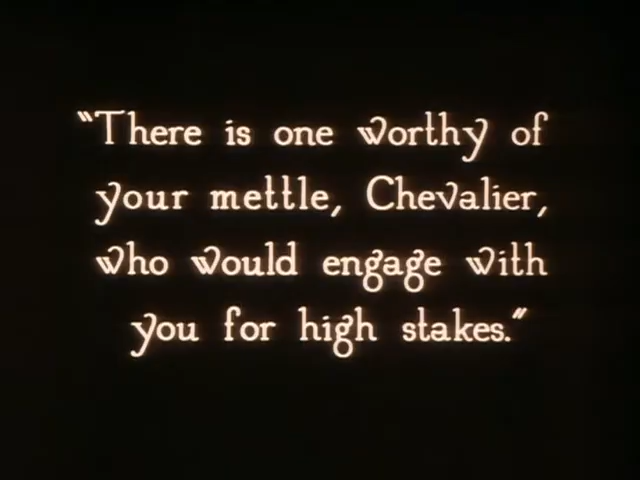 "There is one worthy of
your mettle, Chevalier,
who would engage with
you for high stakes."